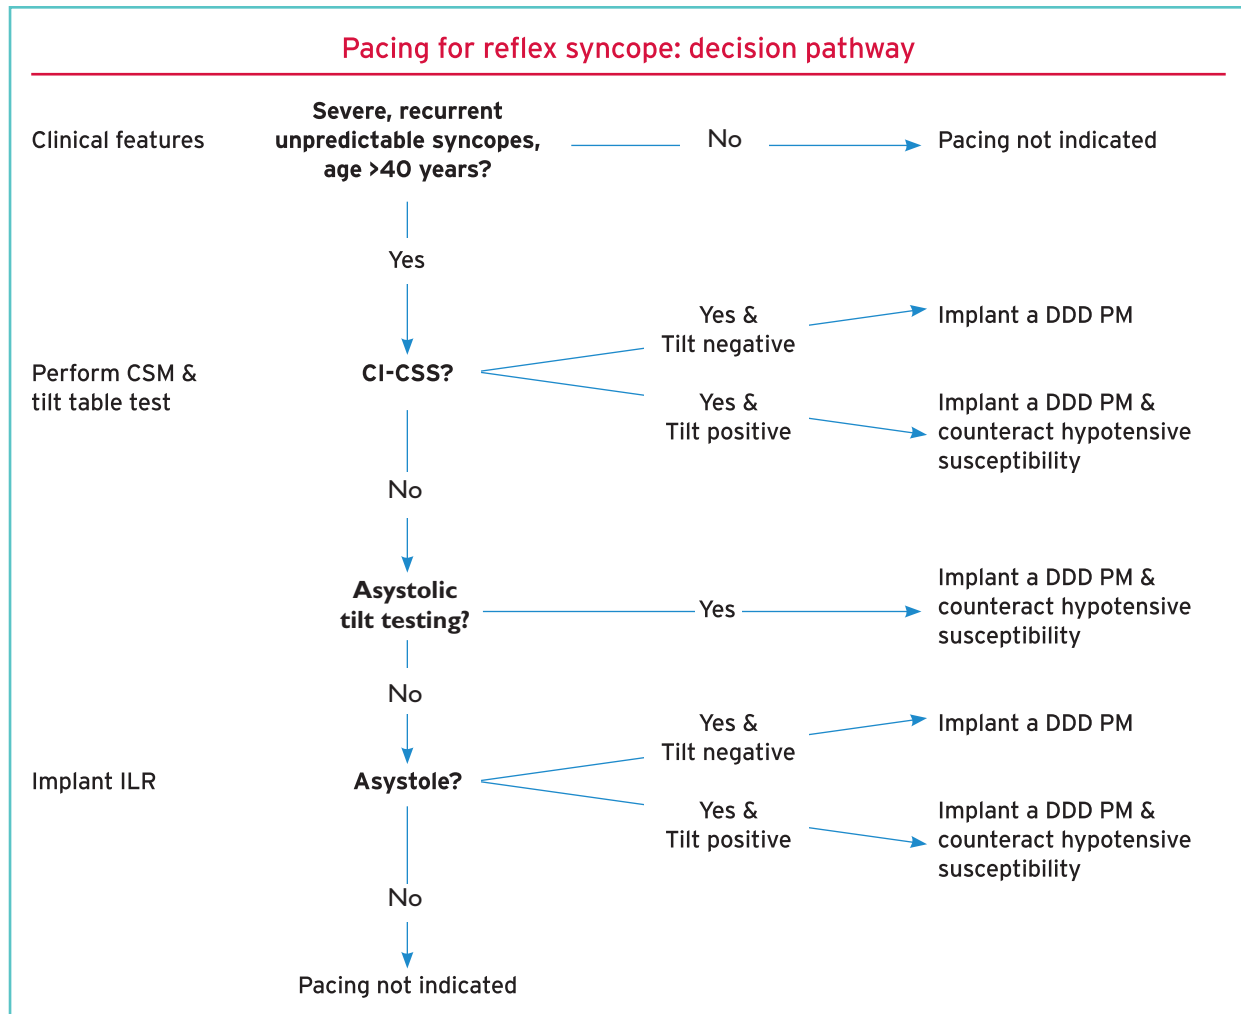 Pacing for reflex syncope: decision pathway
Clinical features
Severe, recurrent
unpredictable syncopes,
age >40 years?
No
Pacing not indicated
Yes
Perform CSM &
tilt table test
CI-CSS?
Yes &
Tilt negative
Implant a DDD PM
Yes &
Tilt positive
Implant a DDD PM &
counteract hypotensive
susceptibility
No
Asystolic
tilt testing?
Yes
Implant a DDD PM &
counteract hypotensive
susceptibility
No
Implant ILR
Asystole?
Yes &
Tilt negative
Implant a DDD PM
Yes &
Tilt positive
Implant a DDD PM &
counteract hypotensive
susceptibility
No
Pacing not indicated